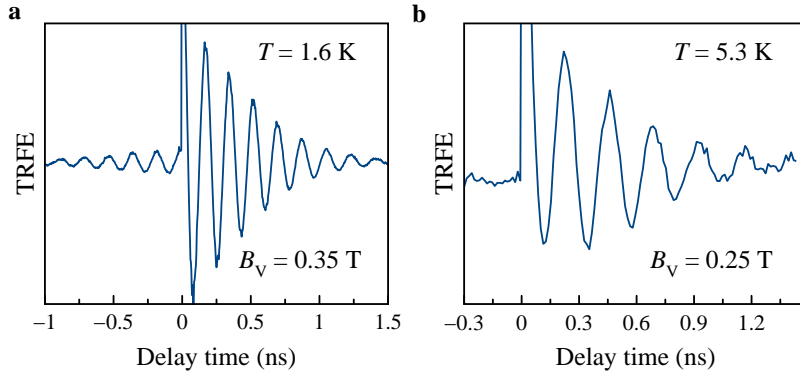 a
T = 1.6 K
TRFE
B_V = 0.35 T
−1 −0.5 0 0.5 1 1.5
Delay time (ns)
b
T = 5.3 K
TRFE
B_V = 0.25 T
−0.3 0 0.3 0.6 0.9 1.2
Delay time (ns)